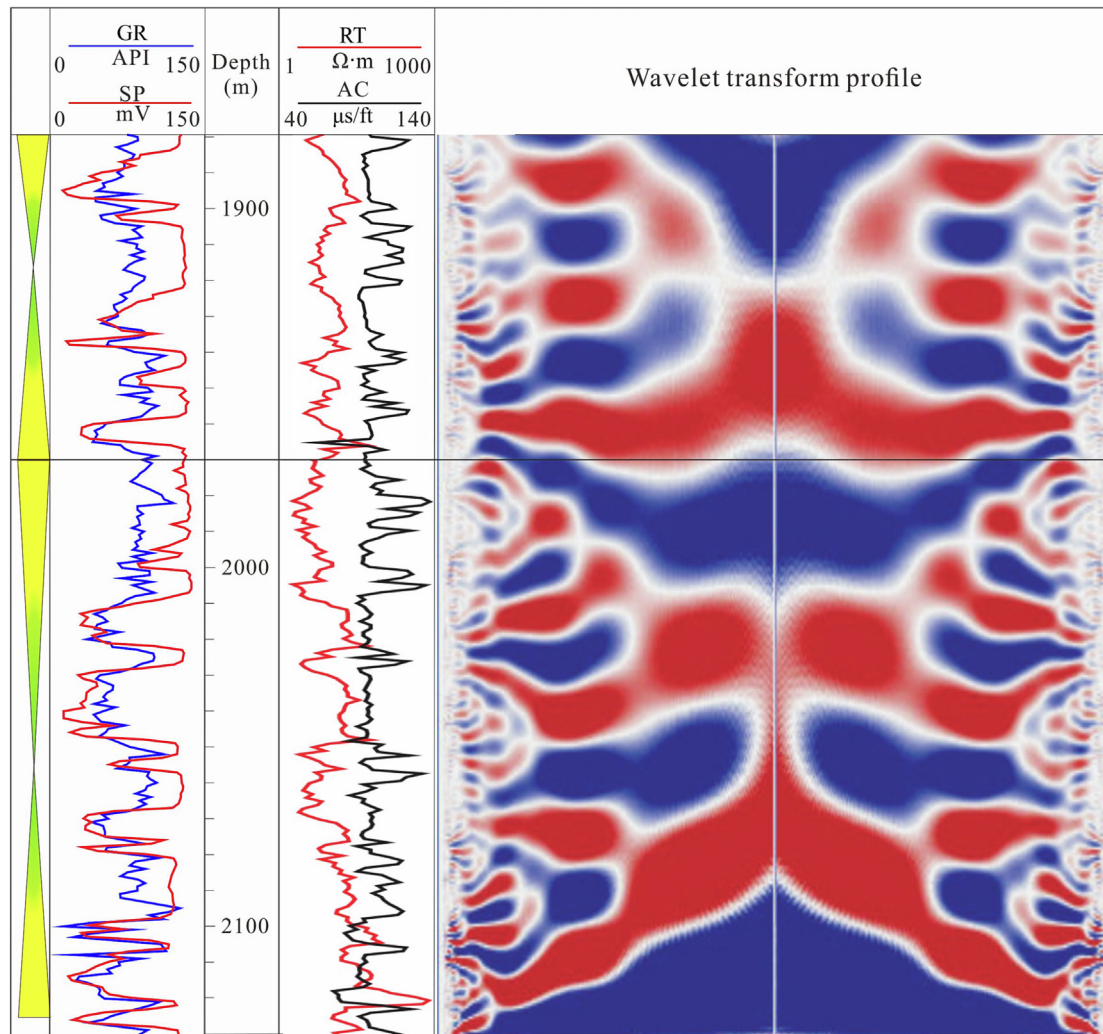 GR
API
0 150
SP
mV
0 150
Depth
(m)
RT
Ω·m
1 1000
AC
μs/ft
40 140
Wavelet transform profile
1900
2000
2100